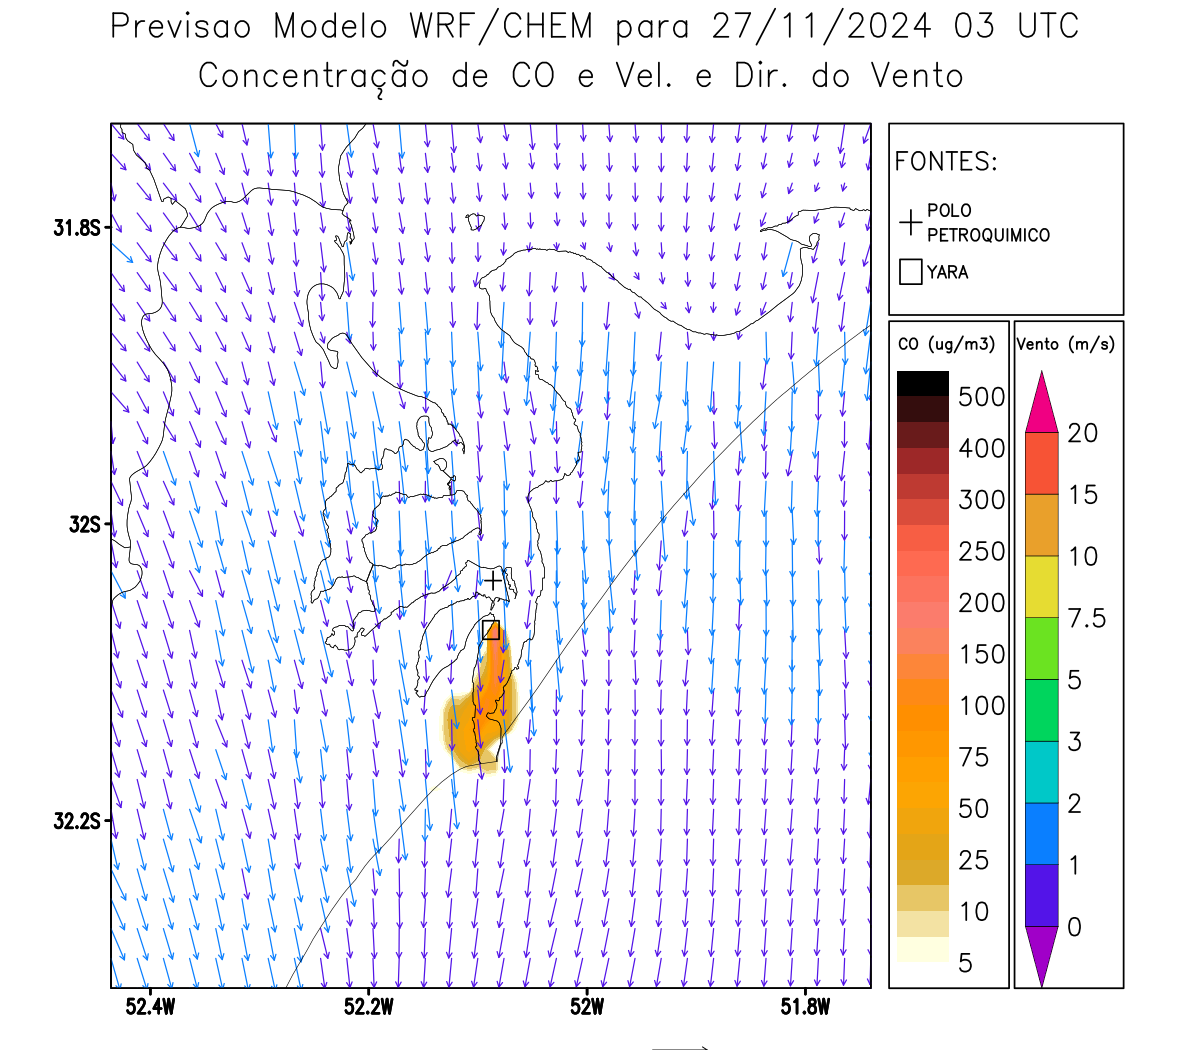 Previsao Modelo WRF/CHEM para 27/11/2024 03 UTC
Concentração de CO e Vel. e Dir. do Vento
FONTES:
POLO
PETROQUIMICO
YARA
CO (ug/m3)
500
400
300
250
200
150
100
75
50
25
10
5
Vento (m/s)
20
15
10
7.5
5
3
2
1
0
31.8S
32S
32.2S
52.4W
52.2W
52W
51.8W